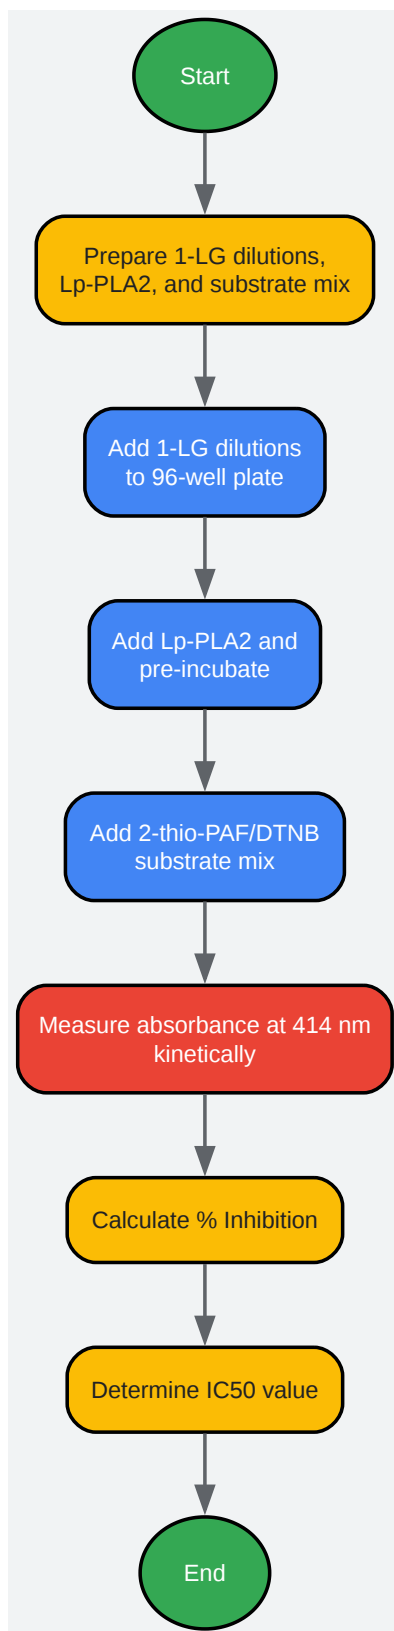 Start
Prepare 1-LG dilutions,
Lp-PLA2, and substrate mix
Add 1-LG dilutions
to 96-well plate
Add Lp-PLA2 and
pre-incubate
Add 2-thio-PAF/DTNB
substrate mix
Measure absorbance at 414 nm
kinetically
Calculate % Inhibition
Determine IC50 value
End